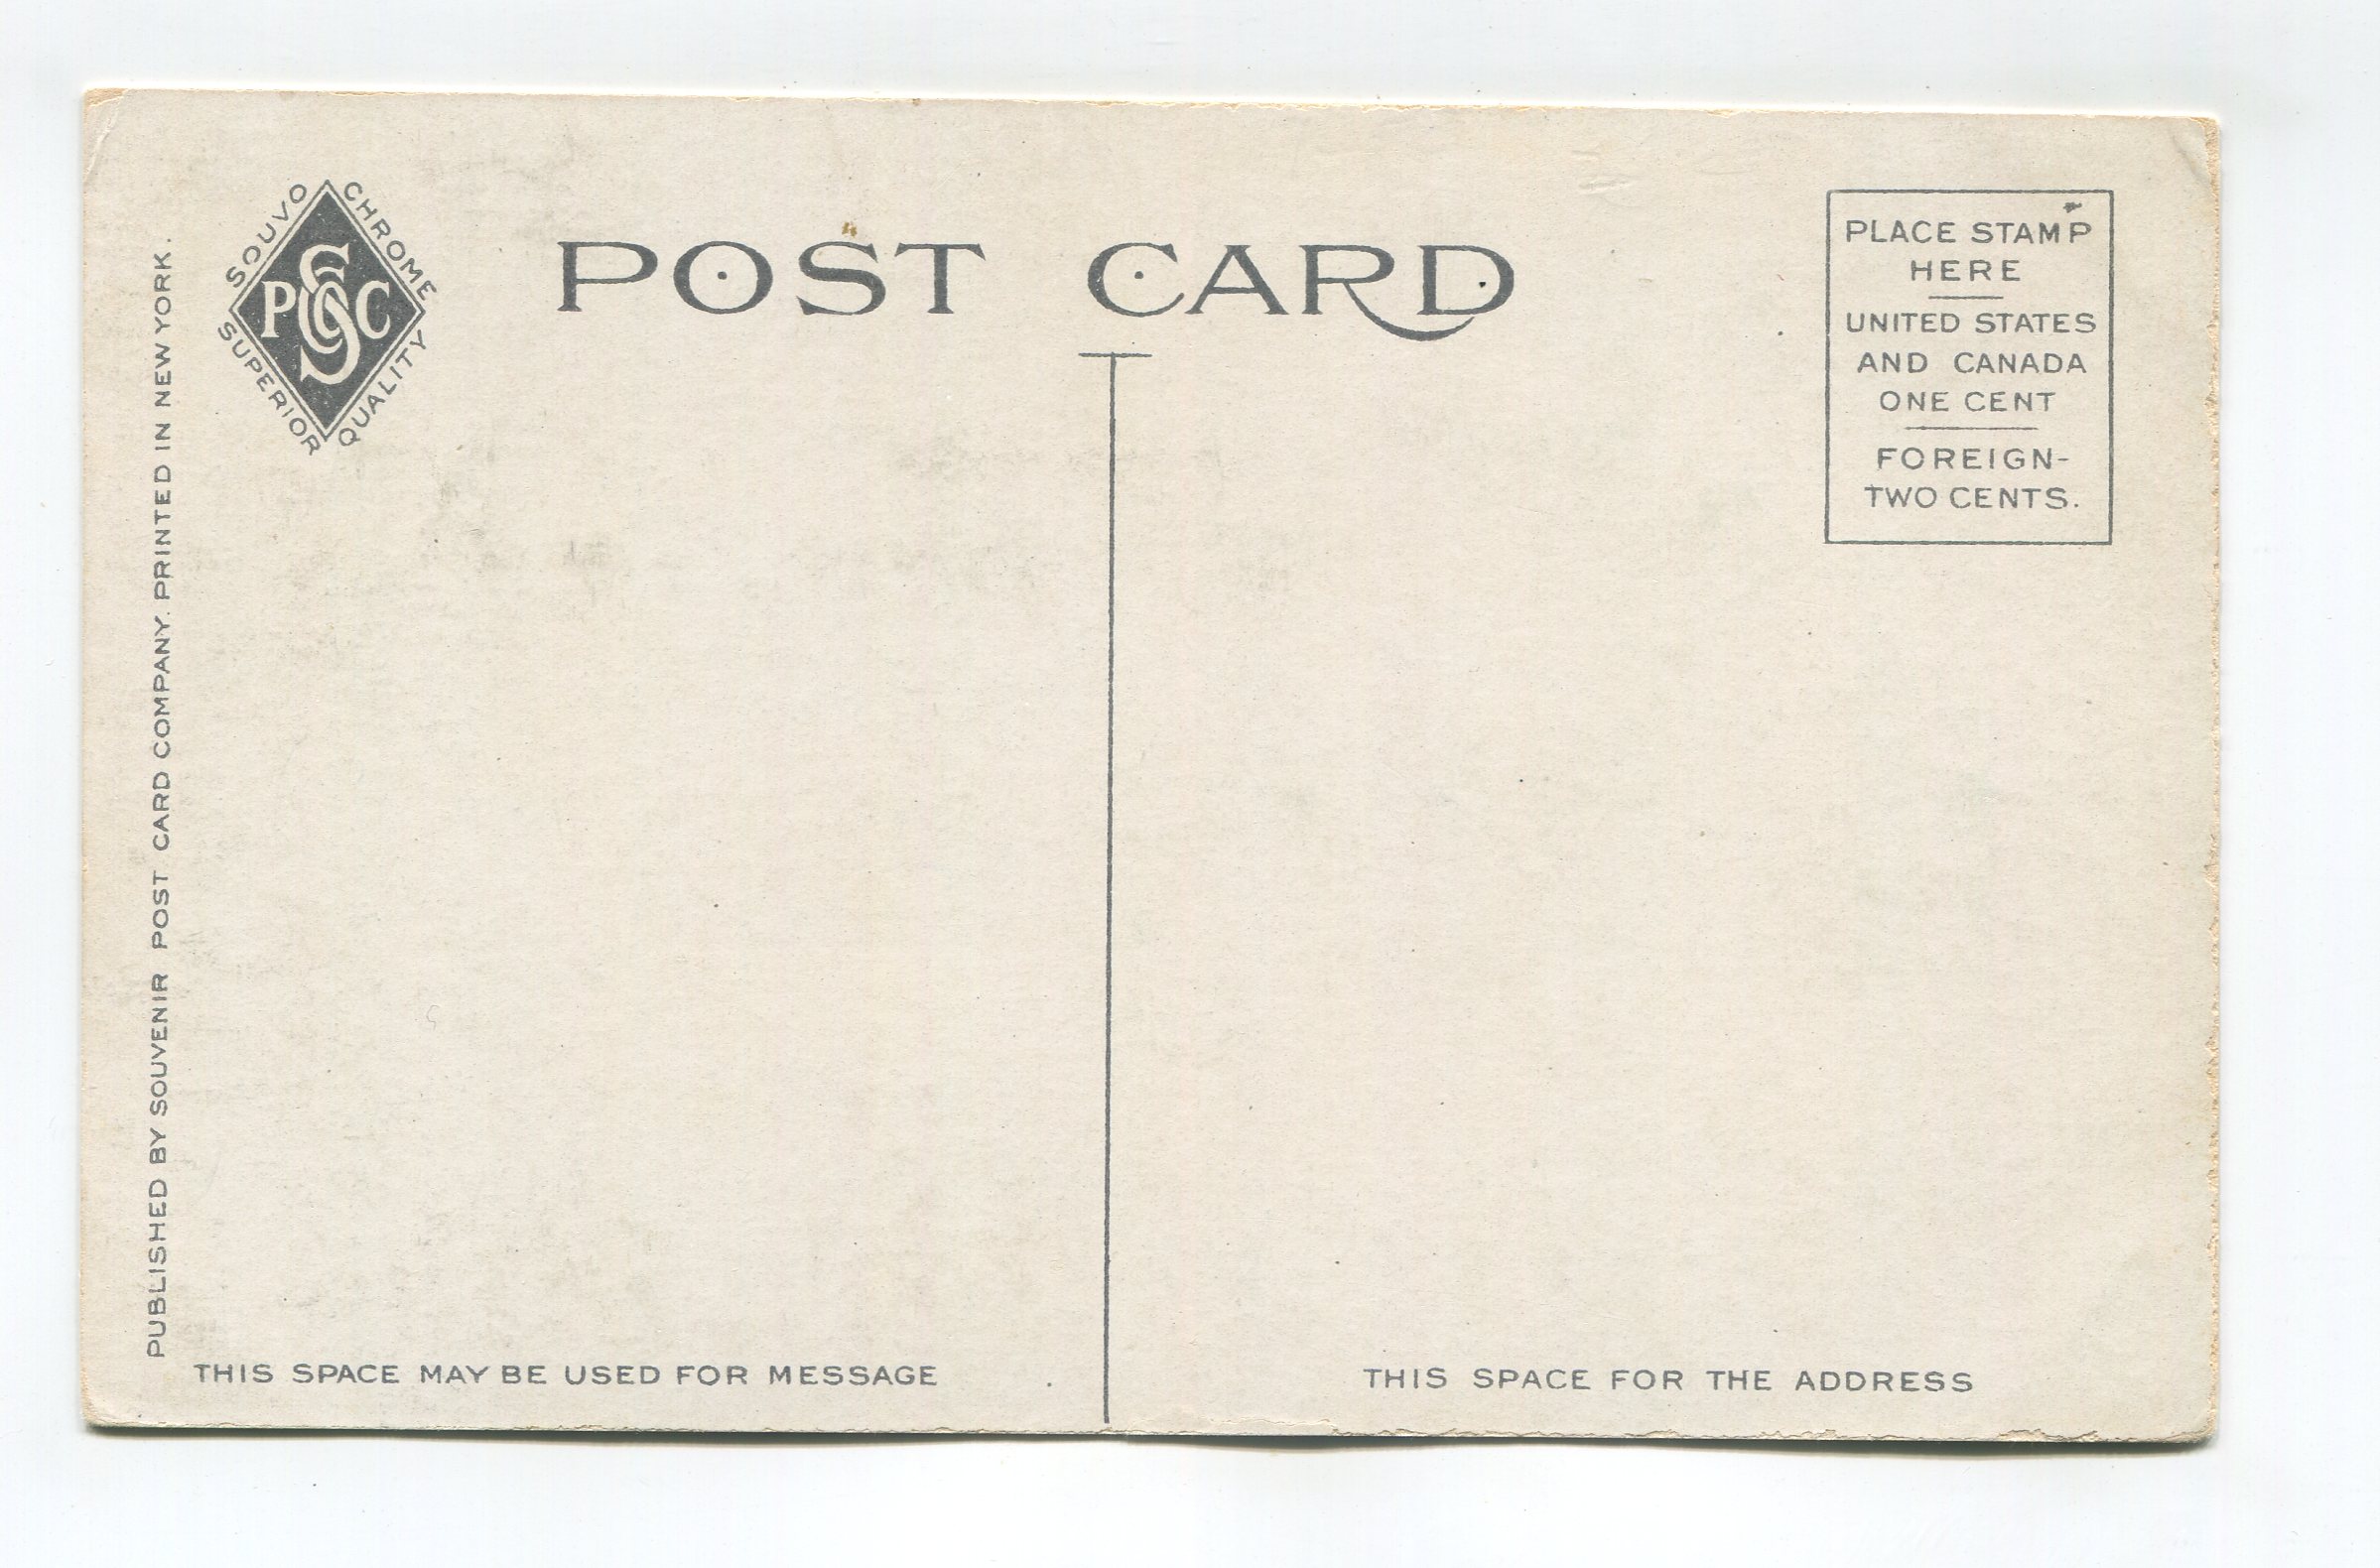 SOUVO CHROME
P S C
SUPERIOR QUALITY
POST CARD
PLACE STAMP
HERE
UNITED STATES
AND CANADA
ONE CENT
FOREIGN-
TWO CENTS.
PUBLISHED BY SOUVENIR POST CARD COMPANY. PRINTED IN NEW YORK.
THIS SPACE MAY BE USED FOR MESSAGE
THIS SPACE FOR THE ADDRESS